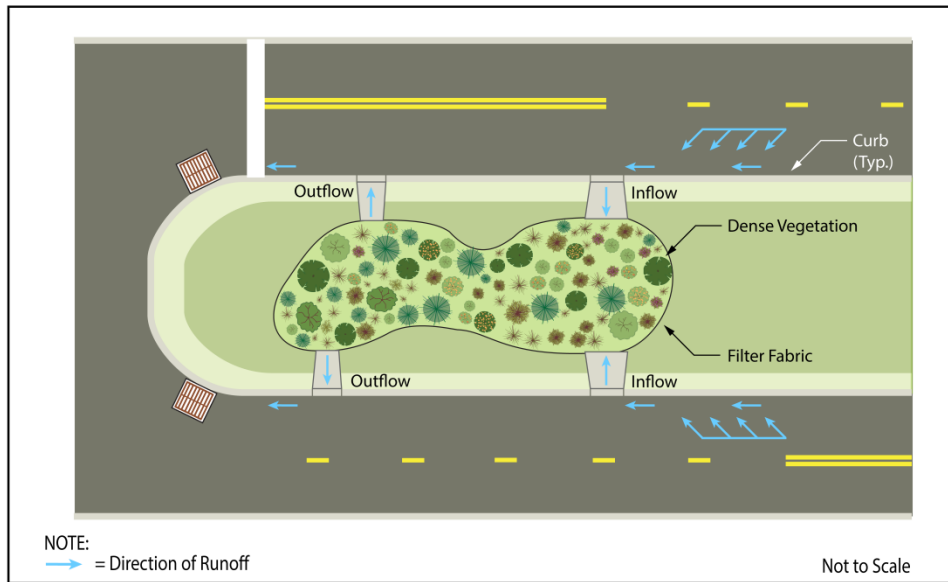 Curb
(Typ.)
Outflow
Inflow
Dense Vegetation
Filter Fabric
Outflow
Inflow
NOTE:
= Direction of Runoff
Not to Scale